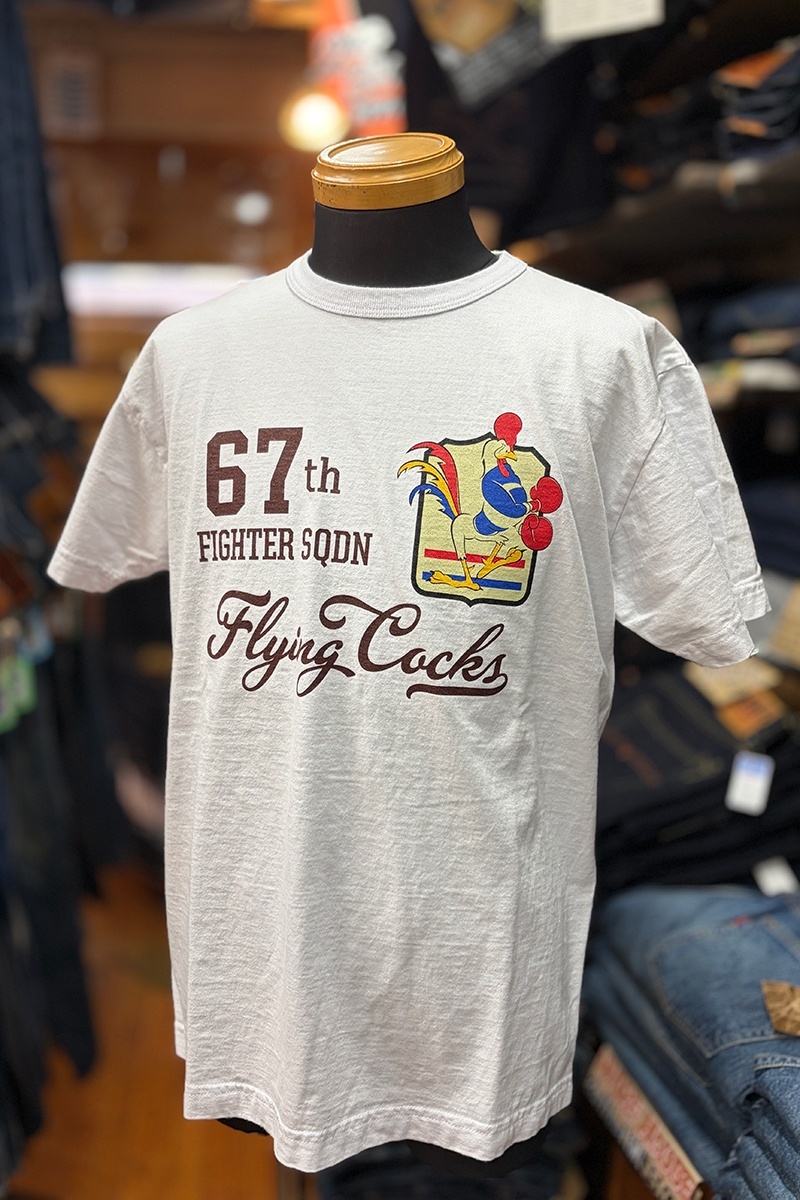 67th
FIGHTER SQDN
Flying Cocks